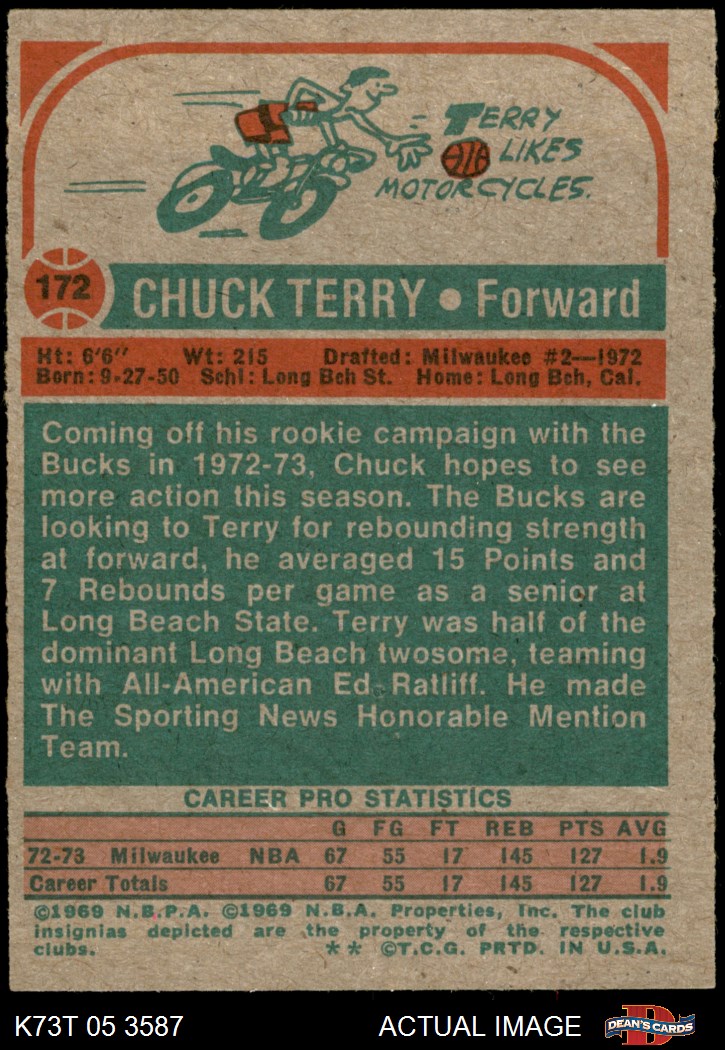 TERRY
LIKES
MOTORCYCLES.
172
CHUCK TERRY • Forward
Ht: 6'6" Wt: 215 Drafted: Milwaukee #2—1972
Born: 9-27-50 Schl: Long Bch St. Home: Long Bch, Cal.
Coming off his rookie campaign with the
Bucks in 1972-73, Chuck hopes to see
more action this season. The Bucks are
looking to Terry for rebounding strength
at forward, he averaged 15 Points and
7 Rebounds per game as a senior at
Long Beach State. Terry was half of the
dominant Long Beach twosome, teaming
with All-American Ed Ratliff. He made
The Sporting News Honorable Mention
Team.
CAREER PRO STATISTICS
G FG FT REB PTS AVG
72-73 Milwaukee NBA 67 55 17 145 127 1.9
Career Totals 67 55 17 145 127 1.9
©1969 N.B.P.A. ©1969 N.B.A. Properties, Inc. The club
insignias depicted are the property of the respective
clubs. ** ©T.C.G. PRTD. IN U.S.A.
K73T 05 3587 ACTUAL IMAGE
D
DEAN'S CARDS